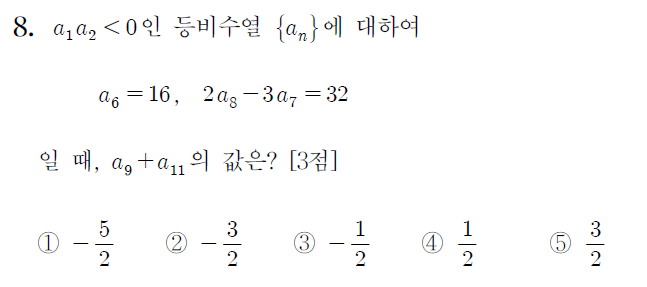 8. a₁a₂ < 0인 등비수열 {aₙ}에 대하여
a₆ = 16, 2a₈ − 3a₇ = 32
일 때, a₉ + a₁₁의 값은? [3점]
① −5/2 ② −3/2 ③ −1/2 ④ 1/2 ⑤ 3/2